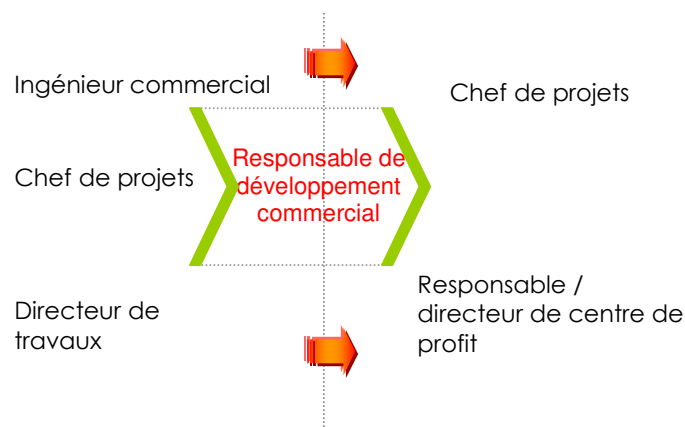 Ingénieur commercial
Chef de projets
Directeur de
travaux
Responsable de
développement
commercial
Chef de projets
Responsable /
directeur de centre de
profit